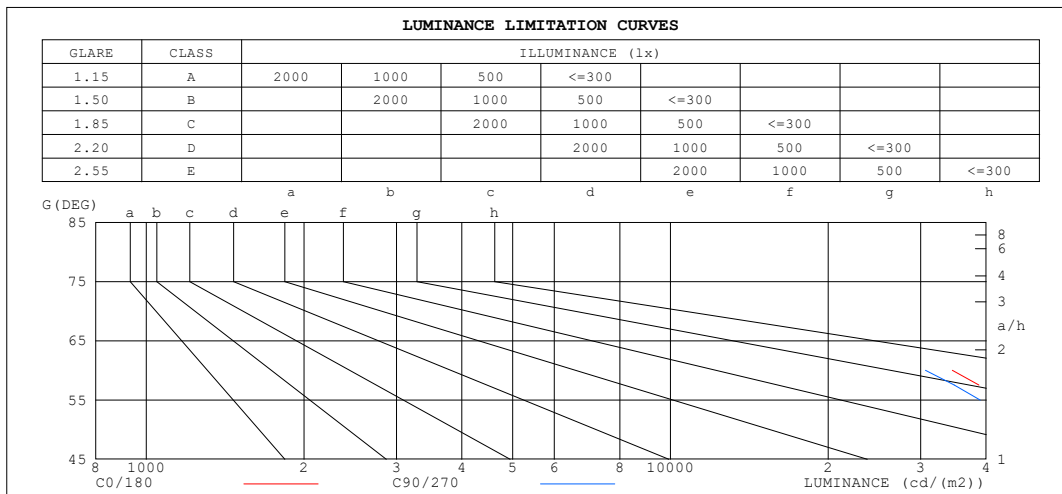 LUMINANCE LIMITATION CURVES
GLARE CLASS ILLUMINANCE (lx)
1.15 A 2000 1000 500 <=300
1.50 B 2000 1000 500 <=300
1.85 C 2000 1000 500 <=300
2.20 D 2000 1000 500 <=300
2.55 E 2000 1000 500 <=300
a b c d e f g h
G(DEG)
a b c d e f g h
85
8
6
75 4
3
a/h
65 2
55
45 1
8 1000 2 3 4 5 6 8 10000 2 3 4
C0/180 C90/270 LUMINANCE (cd/(m2))